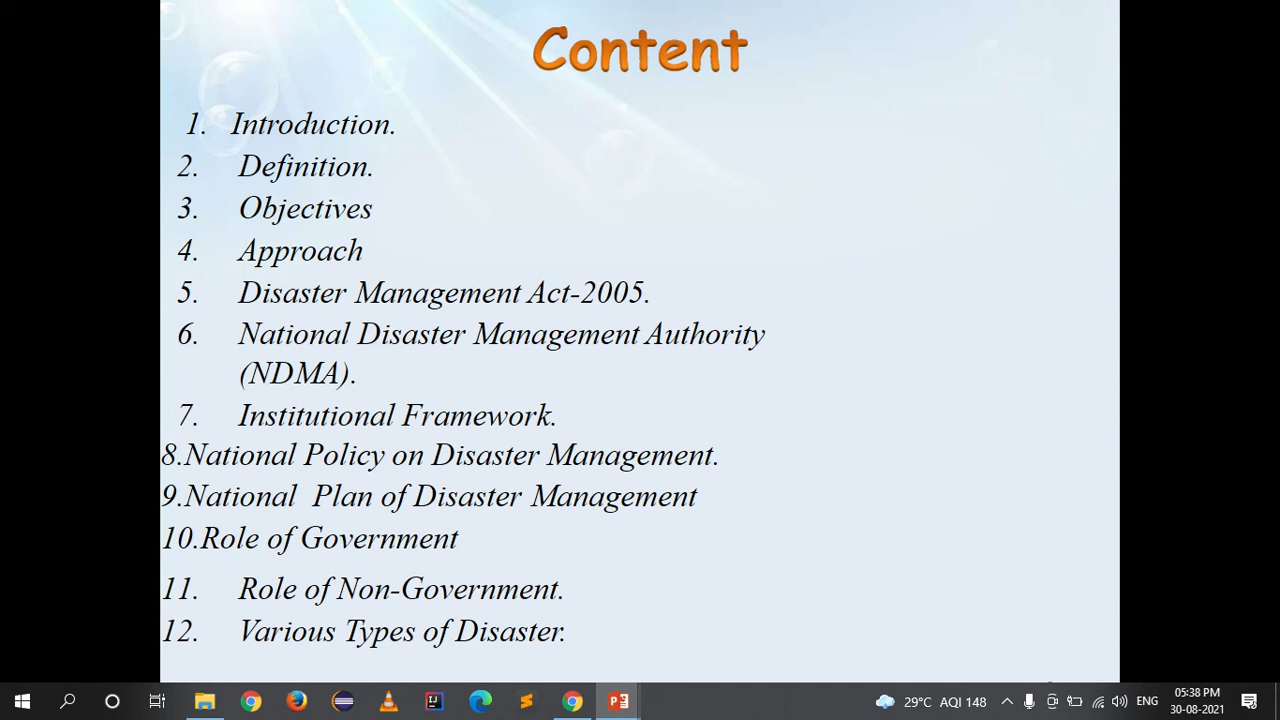 Content
1. Introduction.
2. Definition.
3. Objectives
4. Approach
5. Disaster Management Act-2005.
6. National Disaster Management Authority
(NDMA).
7. Institutional Framework.
8.National Policy on Disaster Management.
9.National Plan of Disaster Management
10.Role of Government
11. Role of Non-Government.
12. Various Types of Disaster.
29°C AQI 148
ENG
05:38 PM
30-08-2021